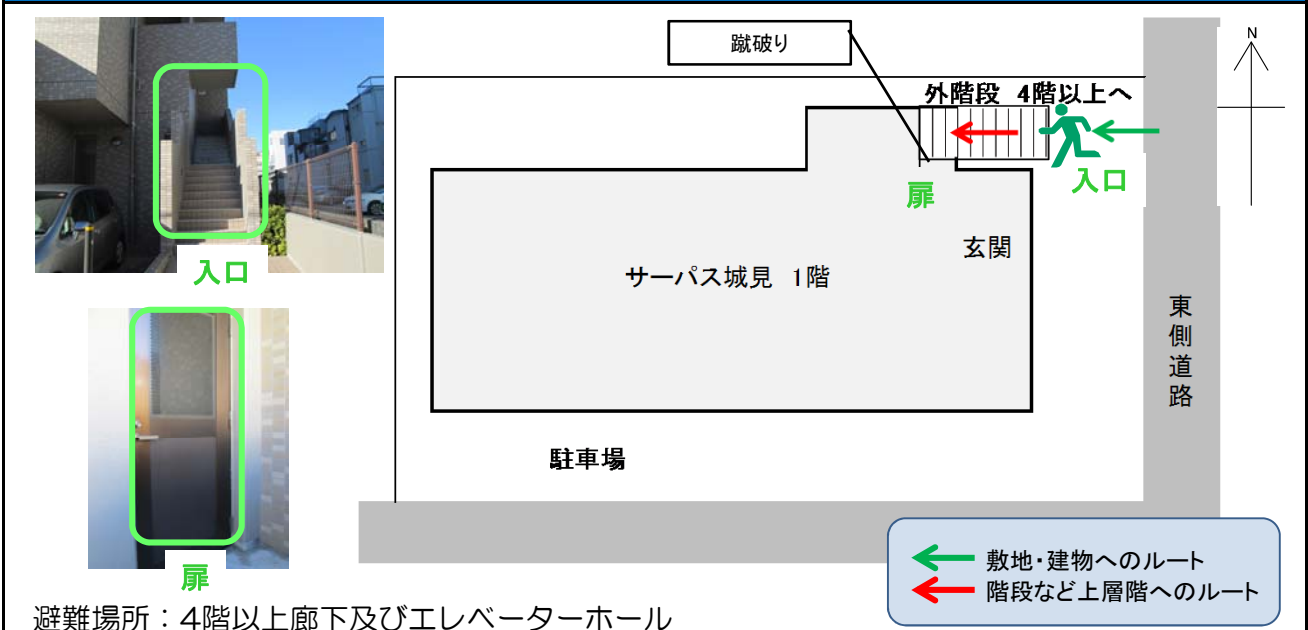 蹴破り
N
外階段 4階以上へ
入口
扉
玄関
サーパス城見 1階
東側道路
駐車場
入口
扉
敷地・建物へのルート
階段など上層階へのルート
避難場所：4階以上廊下及びエレベーターホール